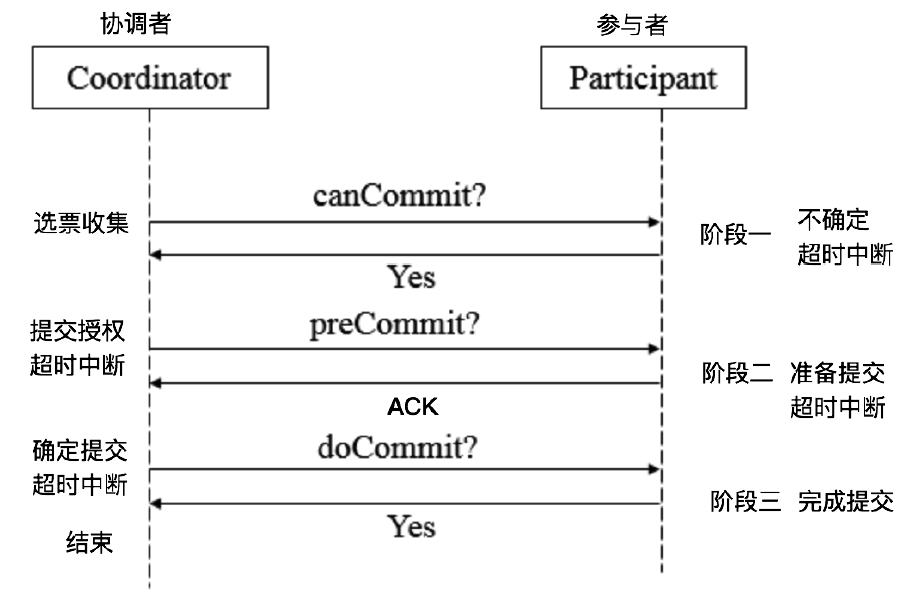 协调者
参与者
Coordinator
Participant
canCommit?
选票收集
阶段一
不确定
超时中断
Yes
preCommit?
提交授权
超时中断
阶段二
准备提交
超时中断
ACK
doCommit?
确定提交
超时中断
阶段三
完成提交
Yes
结束